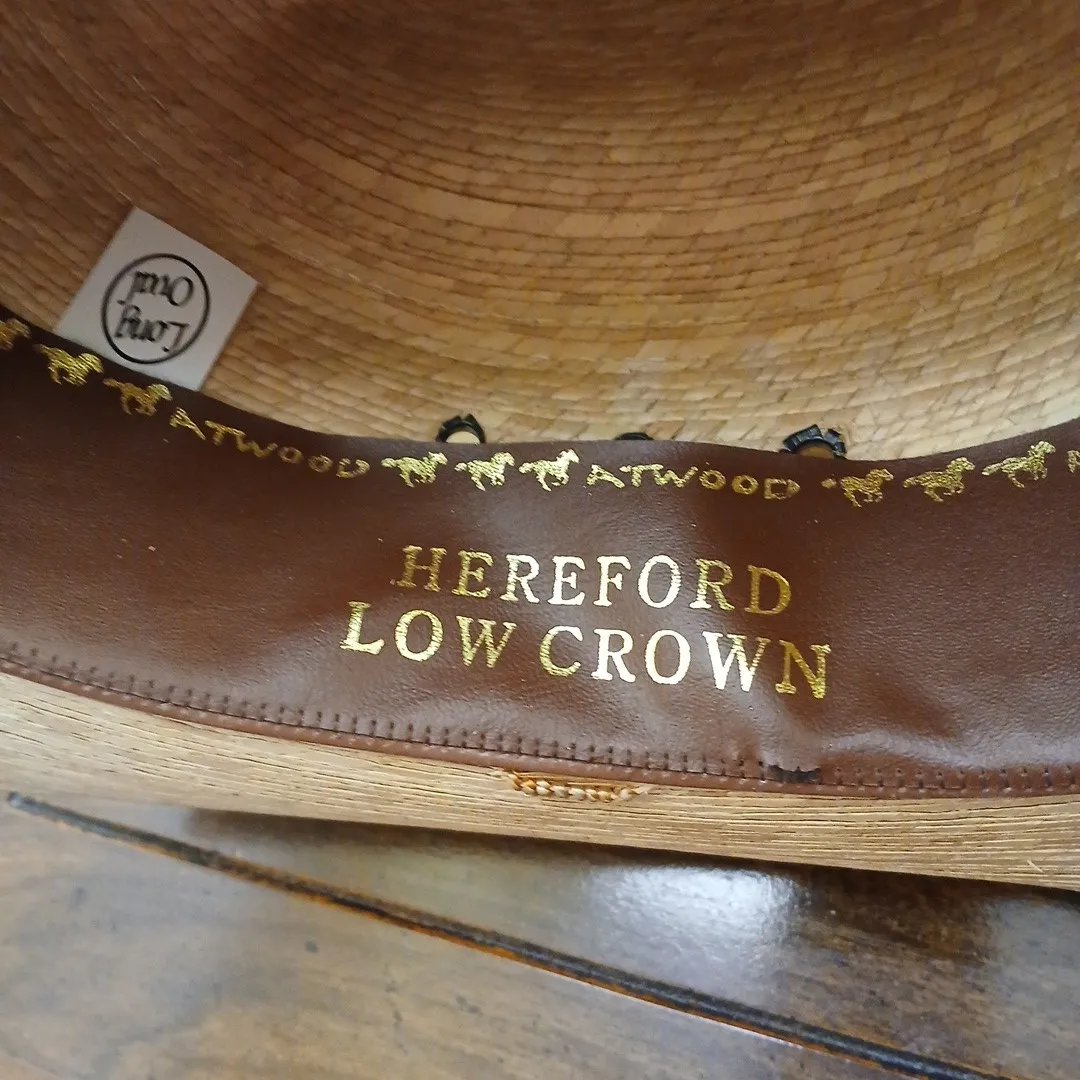 Long
Oval
ATWOOD ATWOOD
HEREFORD
LOW CROWN